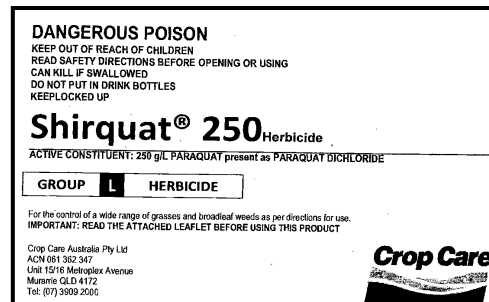 DANGEROUS POISON
KEEP OUT OF REACH OF CHILDREN
READ SAFETY DIRECTIONS BEFORE OPENING OR USING
CAN KILL IF SWALLOWED
DO NOT PUT IN DRINK BOTTLES
KEEPLOCKED UP
Shirquat® 250 Herbicide
ACTIVE CONSTITUENT: 250 g/L PARAQUAT present as PARAQUAT DICHLORIDE
GROUP L HERBICIDE
For the control of a wide range of grasses and broadleaf weeds as per directions for use.
IMPORTANT: READ THE ATTACHED LEAFLET BEFORE USING THIS PRODUCT
Crop Care Australia Pty Ltd
ACN 061 362 347
Unit 15/16 Metroplex Avenue
Murarrie QLD 4172
Tel: (07) 3909 2000
Crop Care